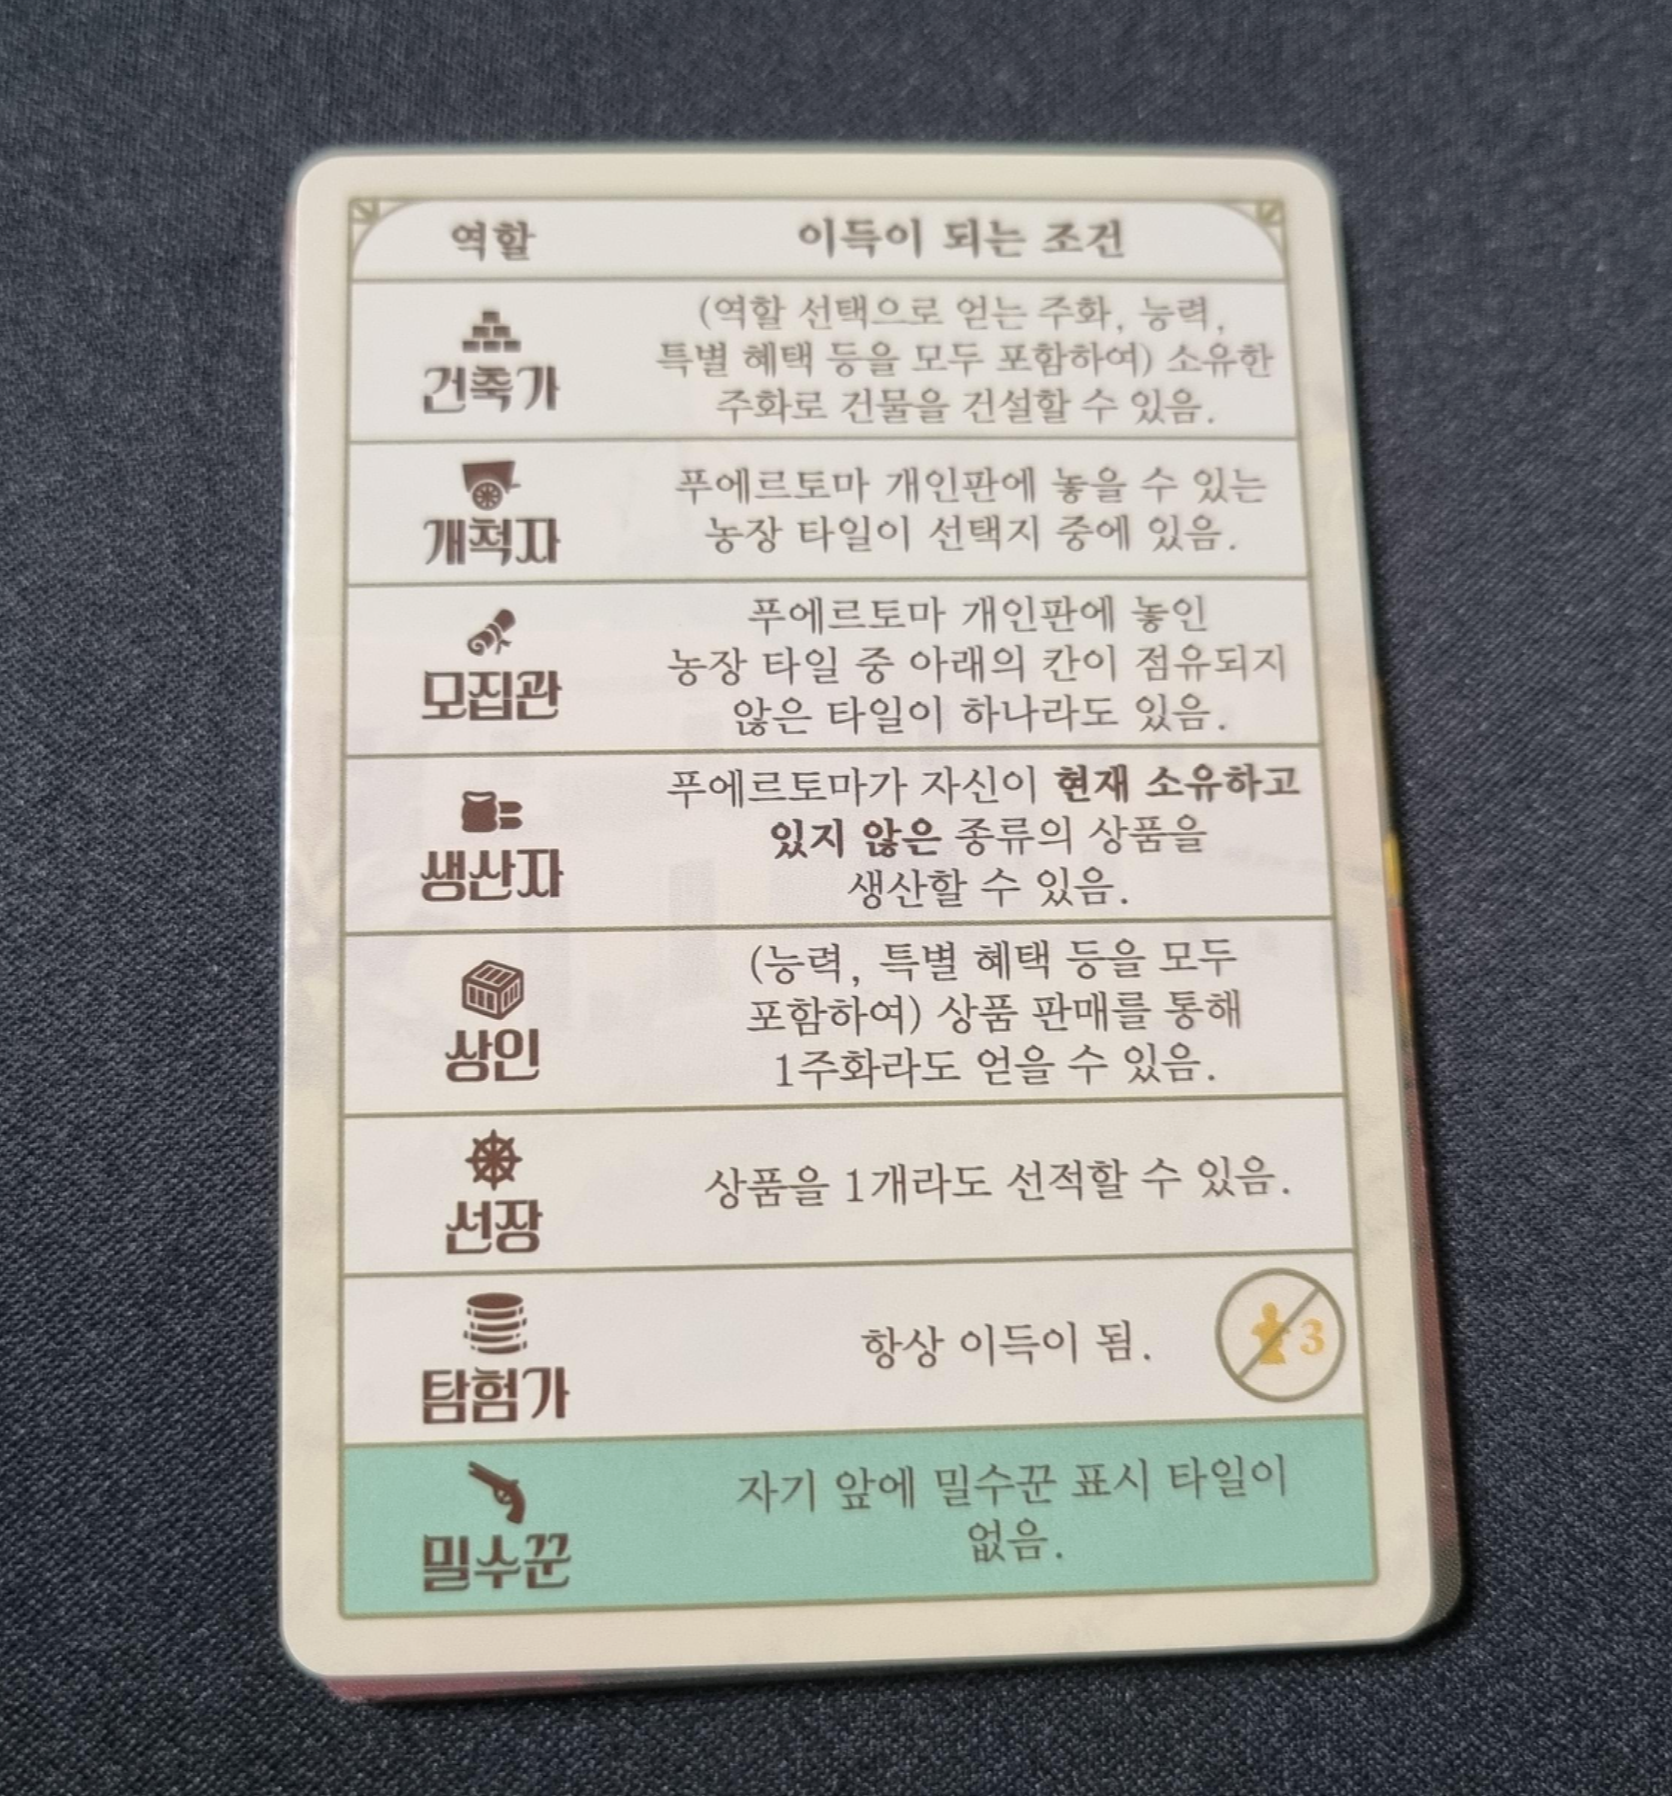 역할 이득이 되는 조건
건축가
(역할 선택으로 얻는 주화, 능력,
특별 혜택 등을 모두 포함하여) 소유한
주화로 건물을 건설할 수 있음.
개척자
푸에르토마 개인판에 놓을 수 있는
농장 타일이 선택지 중에 있음.
모집관
푸에르토마 개인판에 놓인
농장 타일 중 아래의 칸이 점유되지
않은 타일이 하나라도 있음.
생산자
푸에르토마가 자신이 현재 소유하고
있지 않은 종류의 상품을
생산할 수 있음.
상인
(능력, 특별 혜택 등을 모두
포함하여) 상품 판매를 통해
1주화라도 얻을 수 있음.
선장
상품을 1개라도 선적할 수 있음.
탐험가
항상 이득이 됨.
3
밀수꾼
자기 앞에 밀수꾼 표시 타일이
없음.